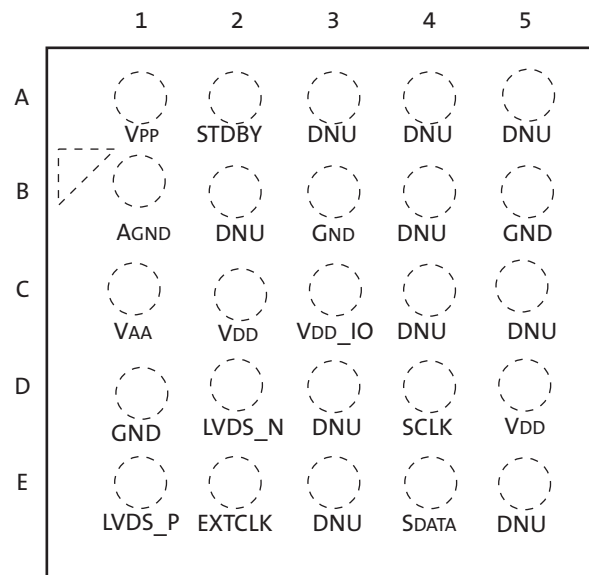 1 2 3 4 5
A
VPP STDBY DNU DNU DNU
B
AGND DNU GND DNU GND
C
VAA VDD VDD_IO DNU DNU
D
GND LVDS_N DNU SCLK VDD
E
LVDS_P EXTCLK DNU SDATA DNU